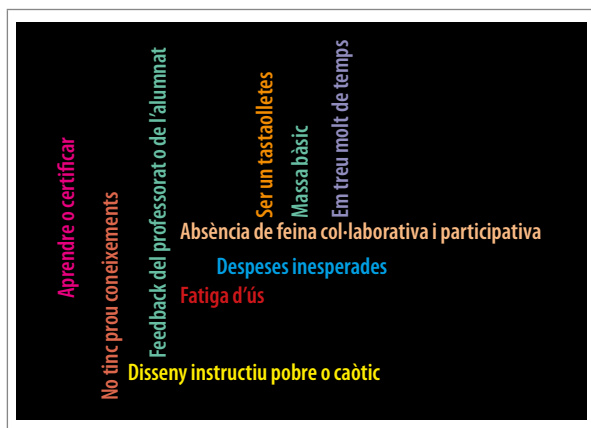 Aprendre o certificar
No tinc prou coneixements
Feedback del professorat o de l'alumnat
Ser un tastaolletes
Massa bàsic
Em treu molt de temps
Absència de feina col·laborativa i participativa
Despeses inesperades
Fatiga d'ús
Disseny instructiu pobre o caòtic